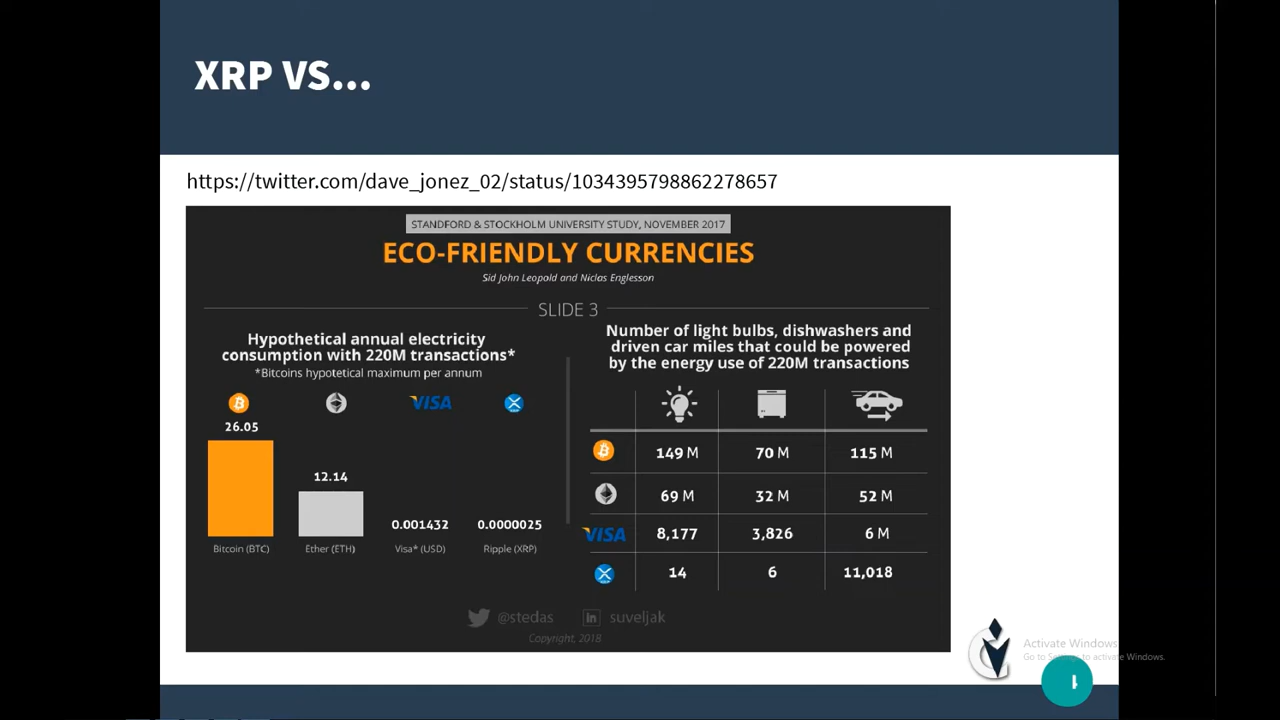 XRP VS...
https://twitter.com/dave_jonez_02/status/1034395798862278657
STANDFORD & STOCKHOLM UNIVERSITY STUDY, NOVEMBER 2017
ECO-FRIENDLY CURRENCIES
Sid John Leopold and Niclas Englesson
SLIDE 3
Hypothetical annual electricity
consumption with 220M transactions*
*Bitcoins hypotetical maximum per annum
VISA
26.05
12.14
0.001432
0.0000025
Bitcoin (BTC)
Ether (ETH)
Visa* (USD)
Ripple (XRP)
Number of light bulbs, dishwashers and
driven car miles that could be powered
by the energy use of 220M transactions
149 M 70 M 115 M
69 M 32 M 52 M
VISA 8,177 3,826 6 M
14 6 11,018
@stedas in suveljak
Copyright, 2018
Activate Windows
Go to Settings to activate Windows.